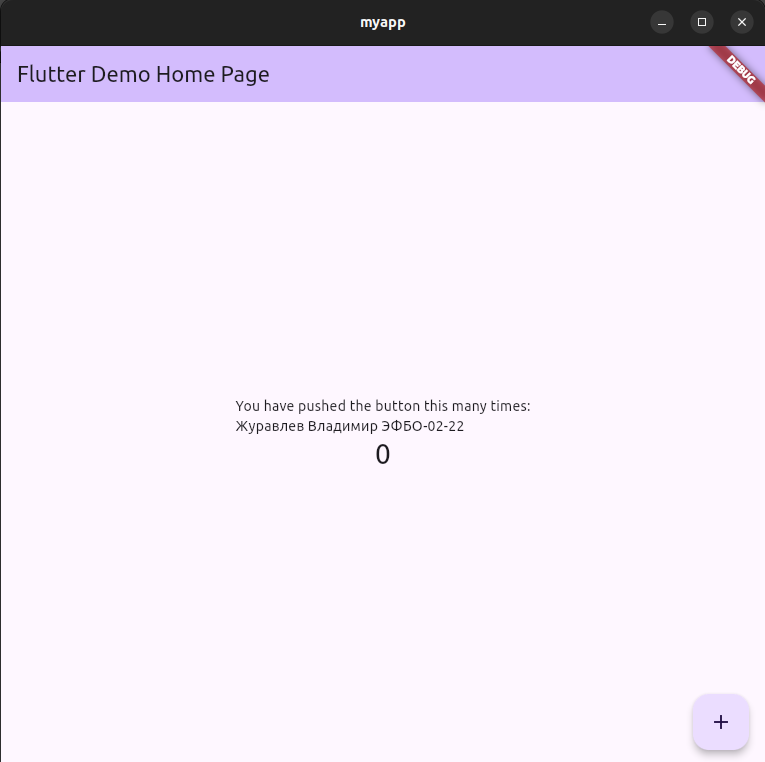 myapp
Flutter Demo Home Page
DEBUG
You have pushed the button this many times:
Журавлев Владимир ЭФБО-02-22
0